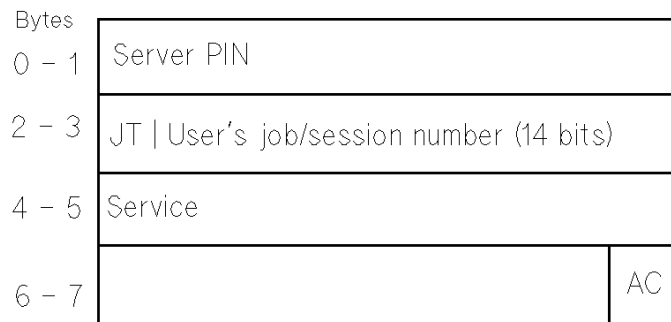 Bytes
0 - 1 Server PIN
2 - 3 JT | User's job/session number (14 bits)
4 - 5 Service
6 - 7 AC